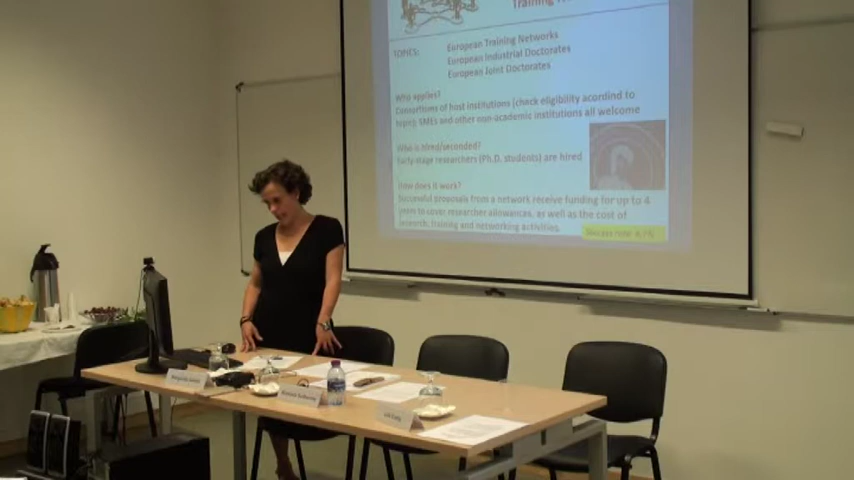 Training
TOPICS: European Training Networks
European Industrial Doctorates
European Joint Doctorates
Who applies?
Consortiums of host institutions (check eligibility acordind to
topic) SMEs and other non-academic institutions all welcome
Who is hired/seconded?
Early-stage researchers (Ph.D. students) are hired
How does it work?
Successful proposals from a network receive funding for up to 4
years to cover researcher allowances, as well as the cost of
research, training and networking activities.